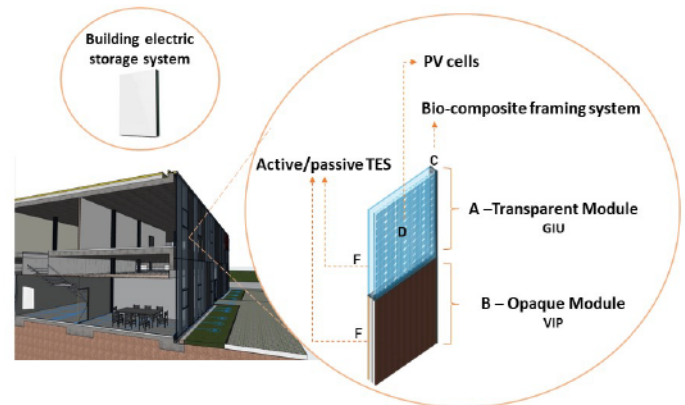 Building electric
storage system
PV cells
Bio-composite framing system
Active/passive TES
C
A –Transparent Module
GIU
D
F
B – Opaque Module
VIP
F